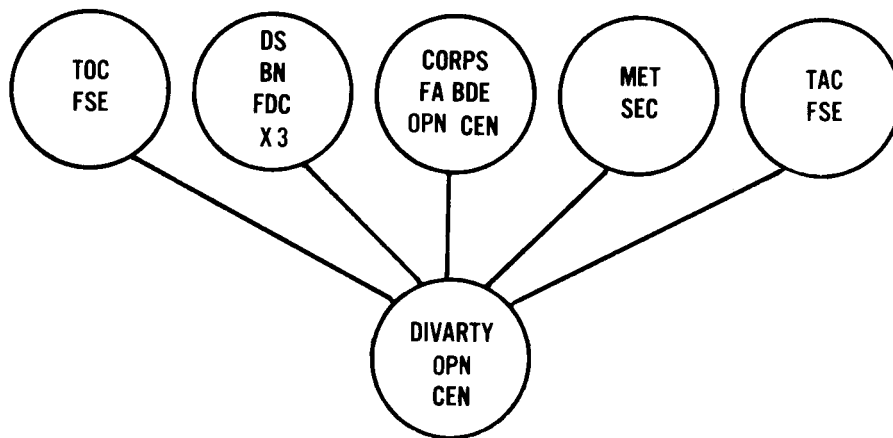 TOC
FSE
DS
BN
FDC
X 3
CORPS
FA BDE
OPN CEN
MET
SEC
TAC
FSE
DIVARTY
OPN
CEN